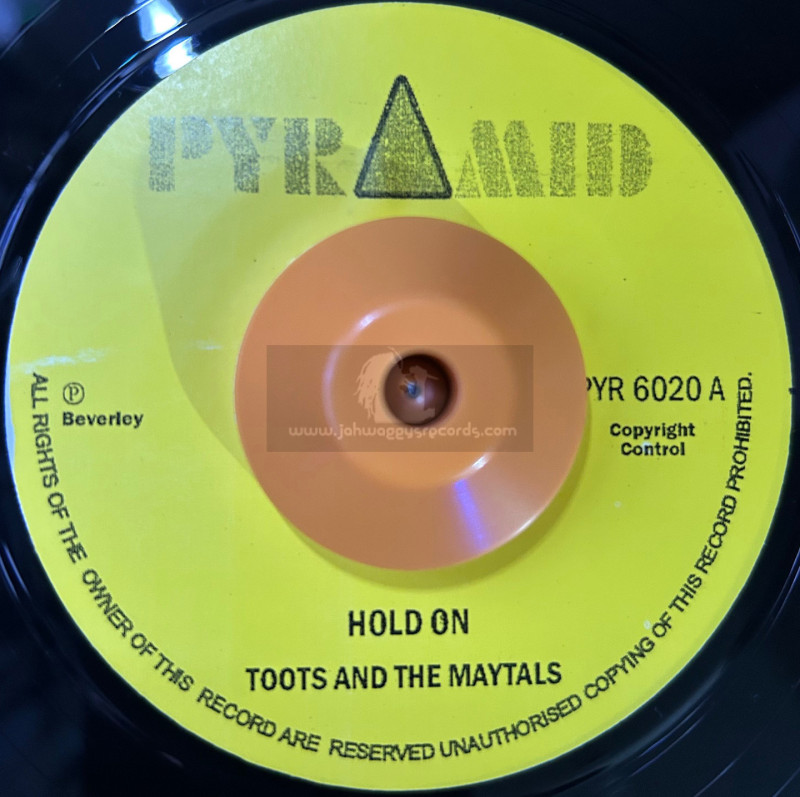 PYRAMID
℗
Beverley
PYR 6020 A
Copyright
Control
www.jahwaggysrecords.com
HOLD ON
TOOTS AND THE MAYTALS
ALL RIGHTS OF THE OWNER OF THIS RECORD ARE RESERVED UNAUTHORISED COPYING OF THIS RECORD PROHIBITED.